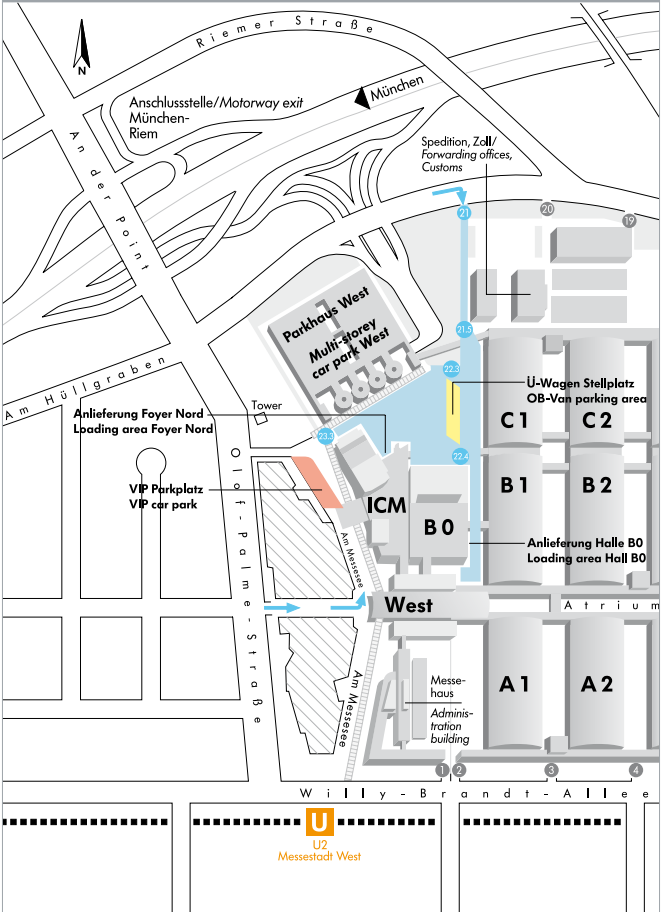 Riemer Straße
N
Anschlussstelle/Motorway exit
München-
Riem
München
An der Point
Spedition, Zoll/
Forwarding offices,
Customs
21
20
19
Parkhaus West
Multi-storey
car park West
21.5
22.3
Am Hüllgraben
Tower
Ü-Wagen Stellplatz
OB-Van parking area
Anlieferung Foyer Nord
Loading area Foyer Nord
C1
C2
23.3
22.4
VIP Parkplatz
VIP car park
ICM
B0
B1
B2
Anlieferung Halle B0
Loading area Hall B0
Olof-Palme-Straße
Am Messesee
West
Atrium
Am Messesee
Messe-
haus
Adminis-
tration
building
A1
A2
1
2
3
4
Willy-Brandt-Allee
U
U2
Messestadt West